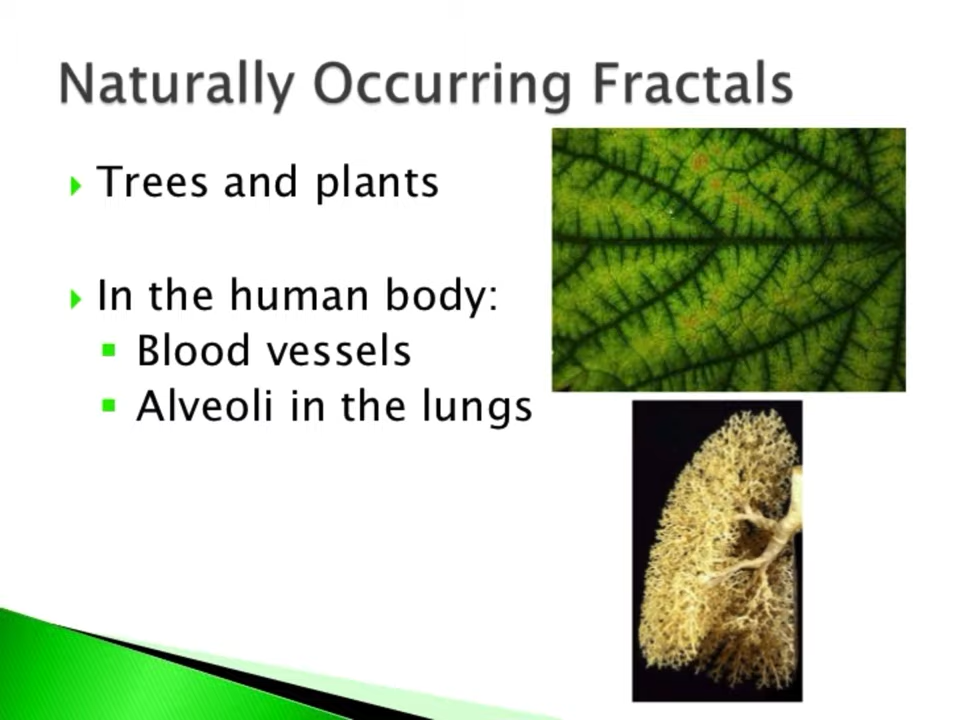 Naturally Occurring Fractals
Trees and plants
In the human body:
Blood vessels
Alveoli in the lungs